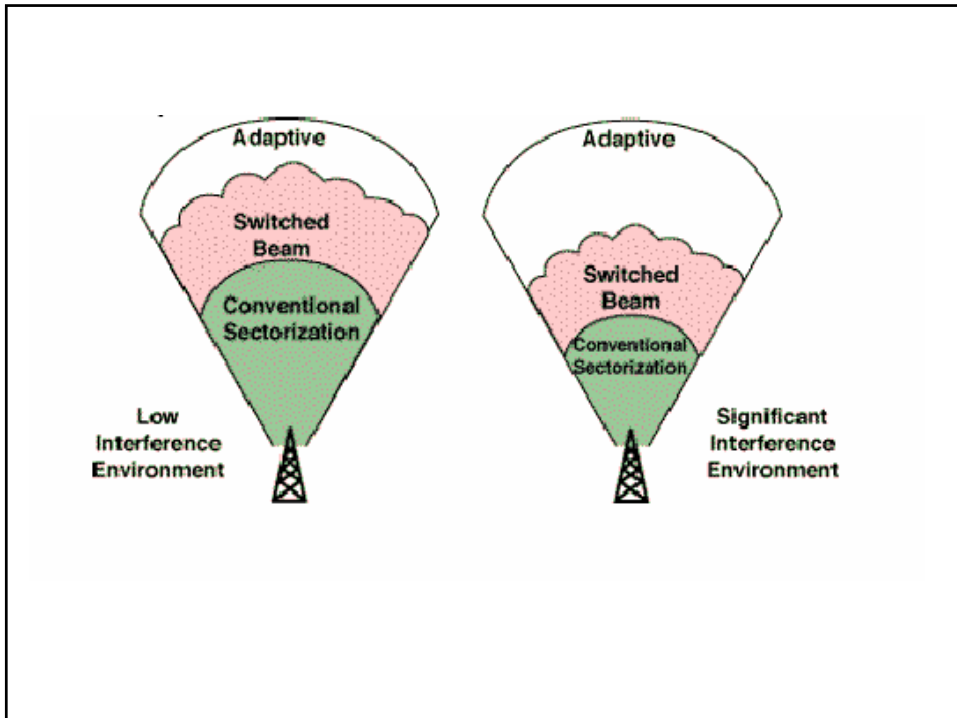 Adaptive
Switched
Beam
Conventional
Sectorization
Low
Interference
Environment
Adaptive
Switched
Beam
Conventional
Sectorization
Significant
Interference
Environment